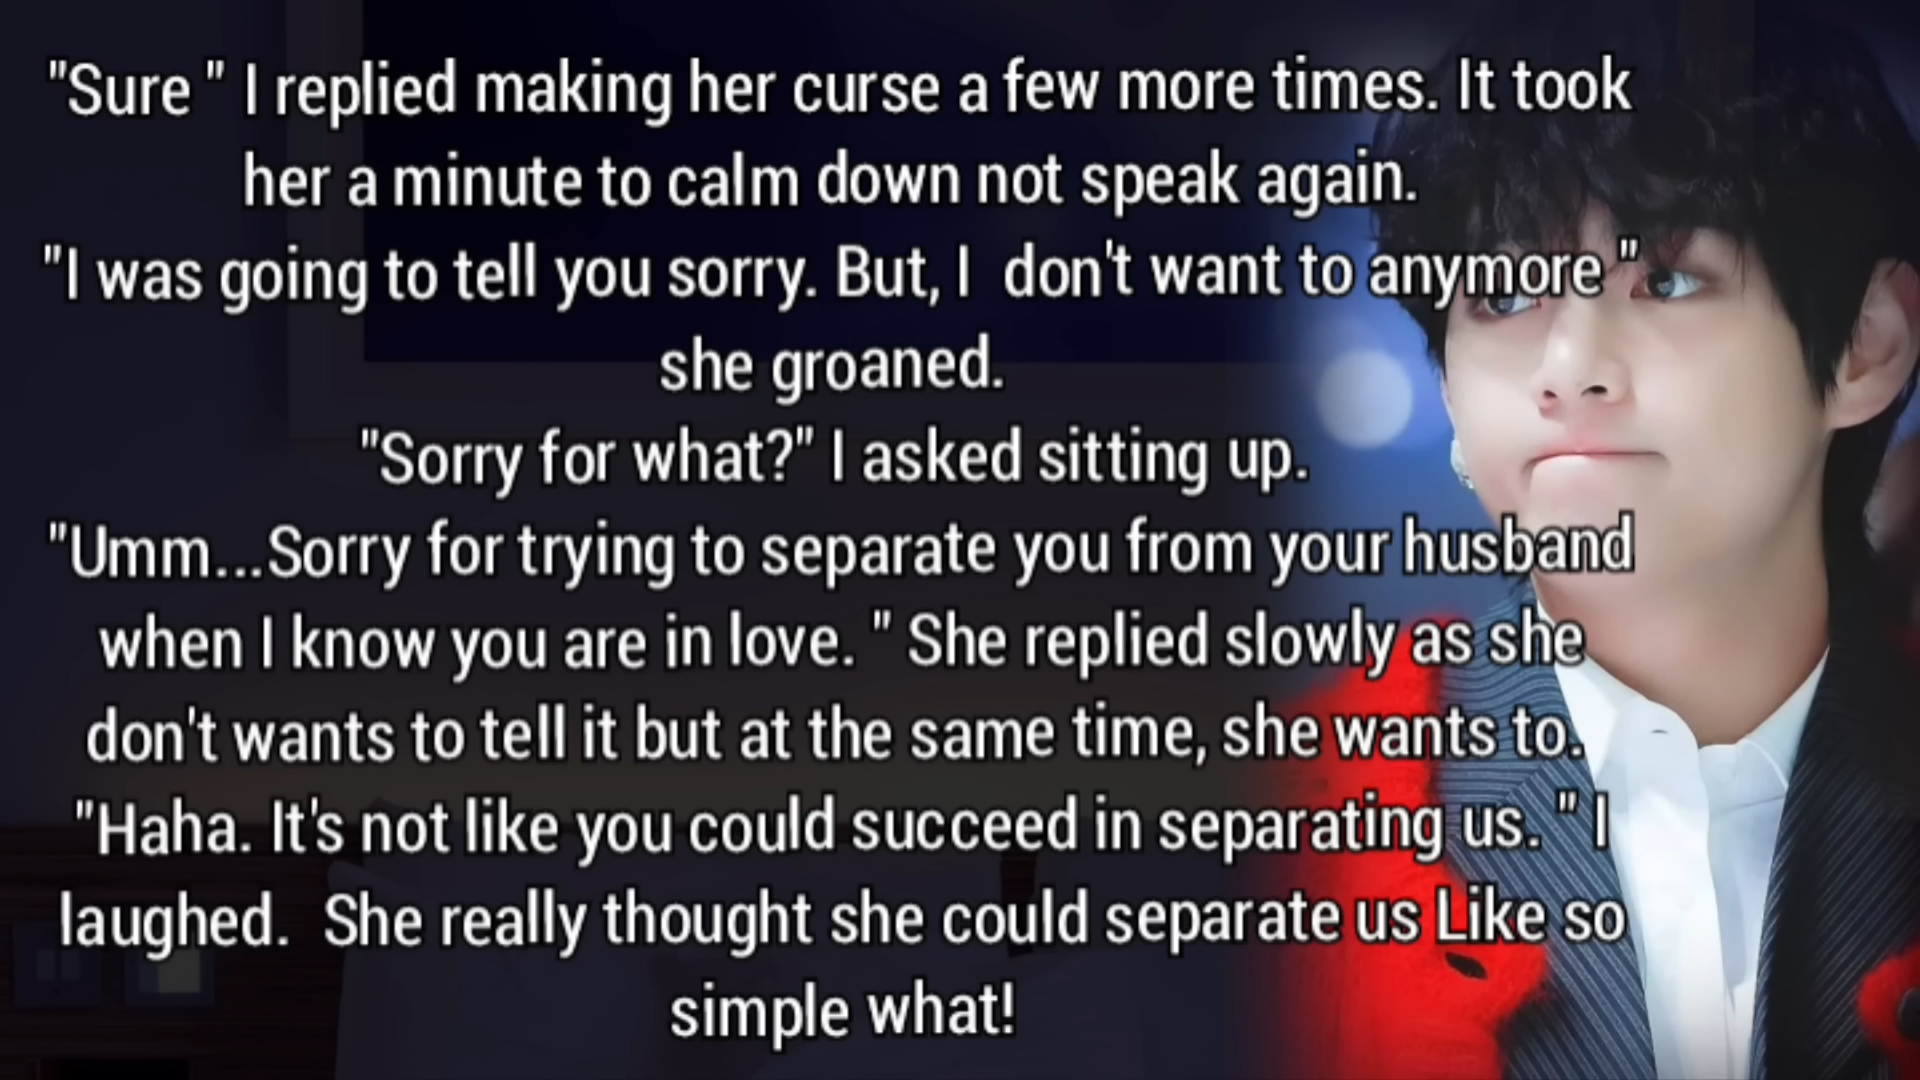 "Sure " I replied making her curse a few more times. It took
her a minute to calm down not speak again.
"I was going to tell you sorry. But, I  don't want to anymore "
she groaned.
"Sorry for what?" I asked sitting up.
"Umm...Sorry for trying to separate you from your husband
when I know you are in love. " She replied slowly as she
don't wants to tell it but at the same time, she wants to.
"Haha. It's not like you could succeed in separating us. " I
laughed.  She really thought she could separate us Like so
simple what!